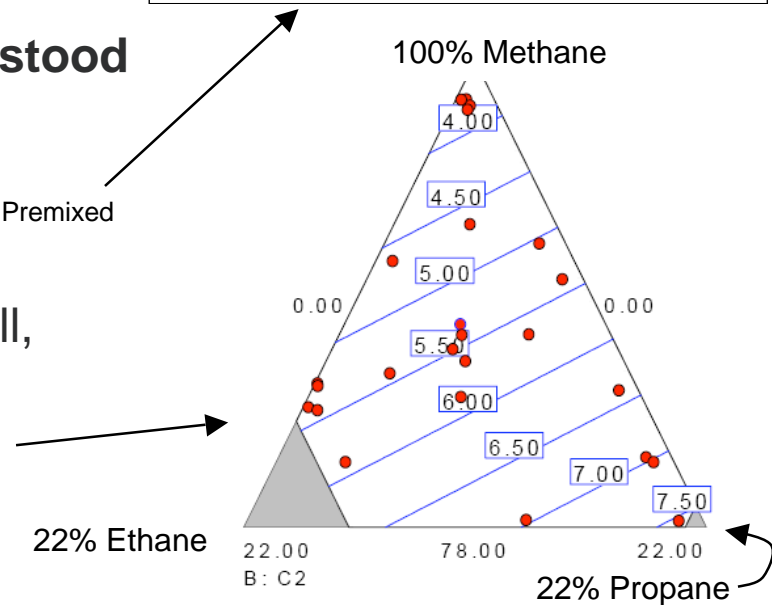 stood
100% Methane
4.00
4.50
Premixed
5.00
0.00
0.00
ll,
5.50
6.00
6.50
7.00
7.50
22% Ethane
22.00
78.00
22.00
B: C2
22% Propane